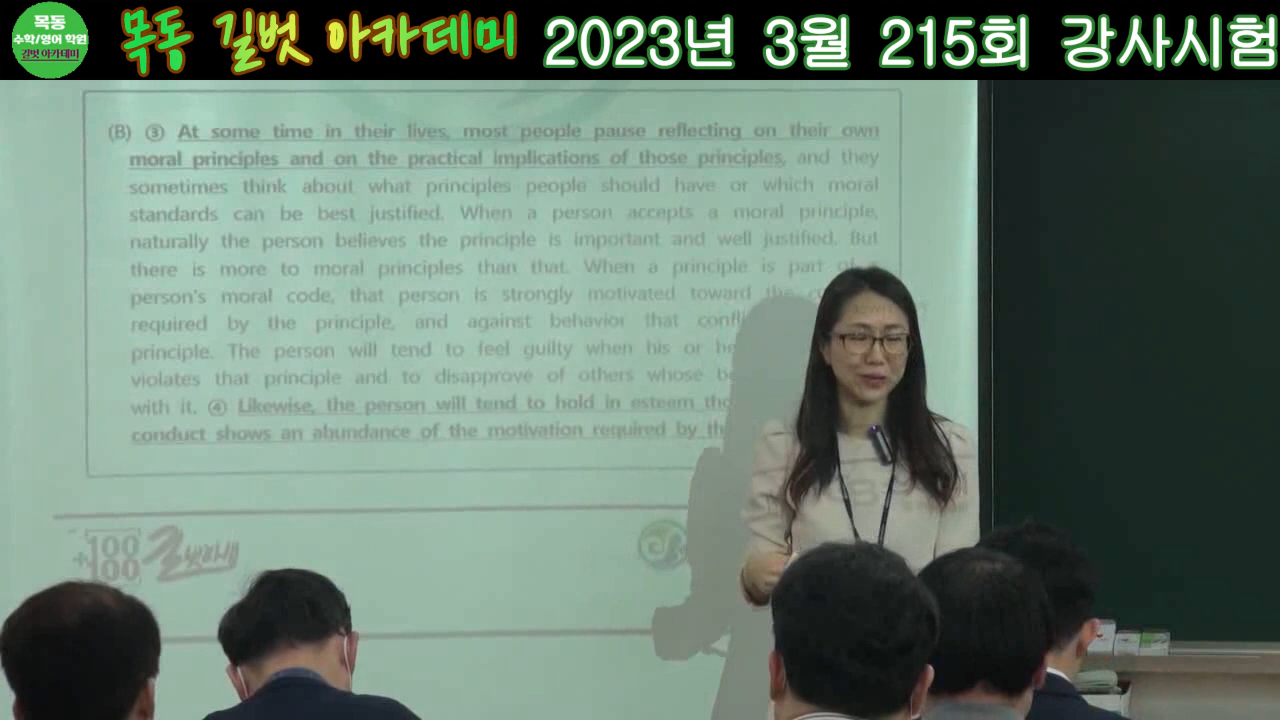 목동
수학/영어 학원
길벗 아카데미
목동 길벗 아카데미 2023년 3월 215회 강사시험
(B) ③ At some time in their lives, most people pause reflecting on their own
moral principles and on the practical implications of those principles, and they
sometimes think about what principles people should have or which moral
standards can be best justified. When a person accepts a moral principle,
naturally the person believes the principle is important and well justified. But
there is more to moral principles than that. When a principle is part of a
person's moral code, that person is strongly motivated toward the
required by the principle, and against behavior that
principle. The person will tend to feel guilty when his or
violates that principle and to disapprove of others whose
with it. ④ Likewise, the person will tend to hold in esteem
conduct shows an abundance of the motivation required by
+100
100